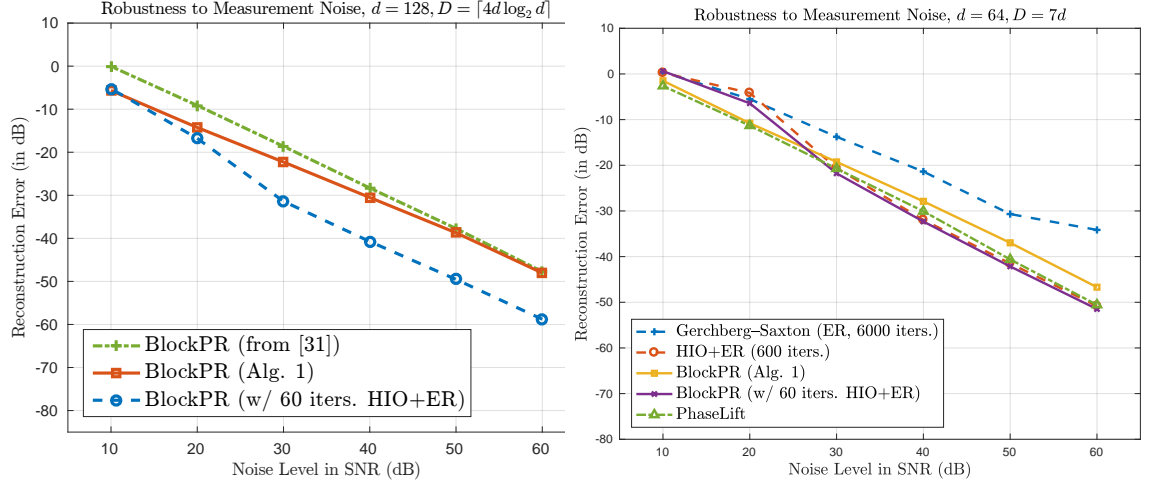 Robustness to Measurement Noise, d = 128, D = ⌈4d log₂ d⌉
Reconstruction Error (in dB)
10
0
-10
-20
-30
-40
-50
-60
-70
-80
BlockPR (from [31])
BlockPR (Alg. 1)
BlockPR (w/ 60 iters. HIO+ER)
10 20 30 40 50 60
Noise Level in SNR (dB)
Robustness to Measurement Noise, d = 64, D = 7d
Reconstruction Error (in dB)
10
0
-10
-20
-30
-40
-50
-60
-70
-80
Gerchberg–Saxton (ER, 6000 iters.)
HIO+ER (600 iters.)
BlockPR (Alg. 1)
BlockPR (w/ 60 iters. HIO+ER)
PhaseLift
10 20 30 40 50 60
Noise Level in SNR (dB)